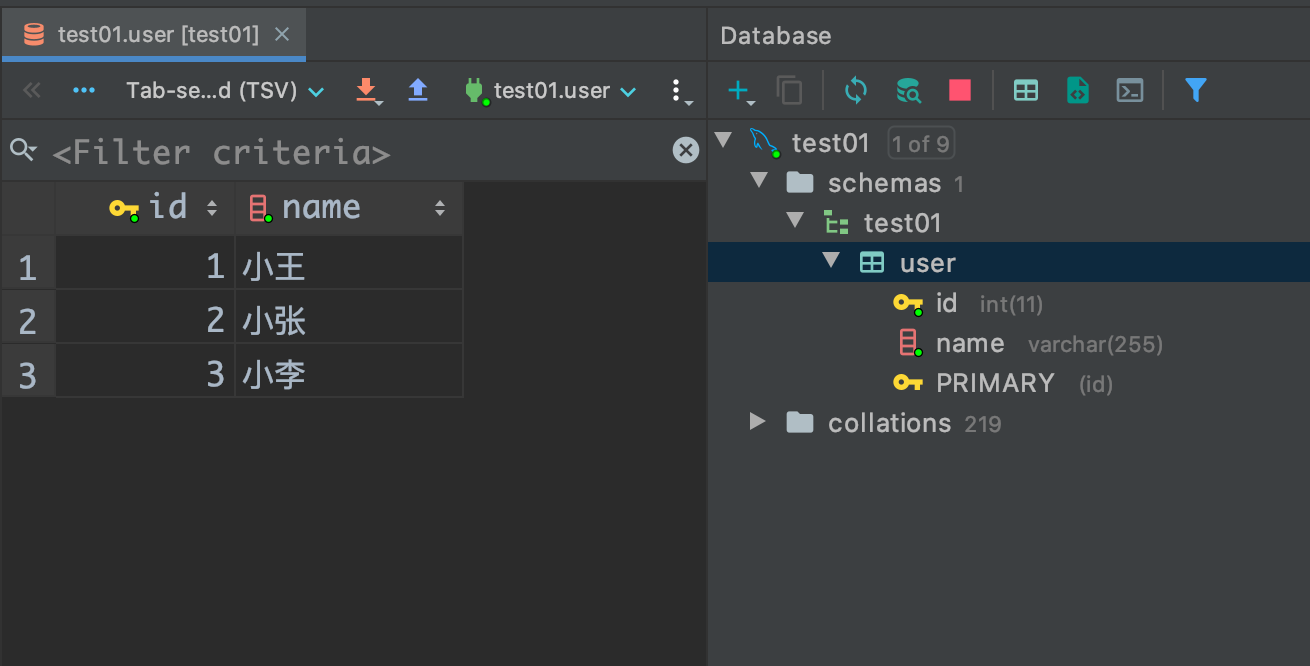 test01.user [test01]
Tab-se...d (TSV)
test01.user
<Filter criteria>
id name
1 1 小王
2 2 小张
3 3 小李
Database
test01 1 of 9
schemas 1
test01
user
id int(11)
name varchar(255)
PRIMARY (id)
collations 219